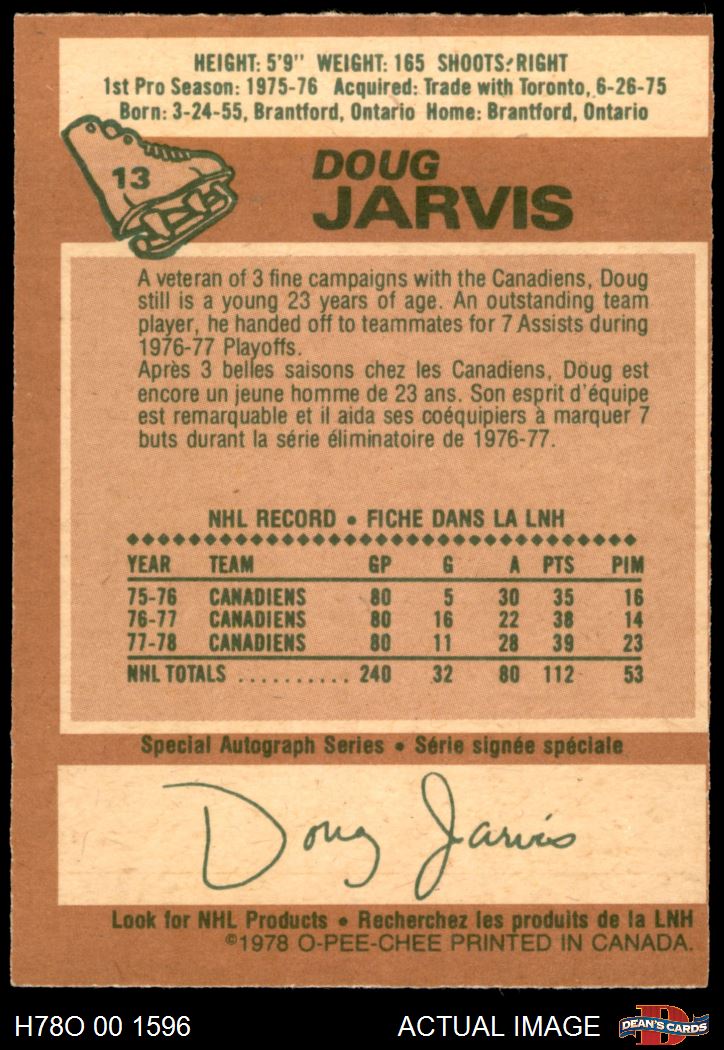 HEIGHT: 5'9" WEIGHT: 165 SHOOTS: RIGHT
1st Pro Season: 1975-76 Acquired: Trade with Toronto, 6-26-75
Born: 3-24-55, Brantford, Ontario Home: Brantford, Ontario
13
DOUG
JARVIS
A veteran of 3 fine campaigns with the Canadiens, Doug
still is a young 23 years of age. An outstanding team
player, he handed off to teammates for 7 Assists during
1976-77 Playoffs.
Après 3 belles saisons chez les Canadiens, Doug est
encore un jeune homme de 23 ans. Son esprit d'équipe
est remarquable et il aida ses coéquipiers à marquer 7
buts durant la série éliminatoire de 1976-77.
NHL RECORD • FICHE DANS LA LNH
YEAR TEAM GP G A PTS PIM
75-76 CANADIENS 80 5 30 35 16
76-77 CANADIENS 80 16 22 38 14
77-78 CANADIENS 80 11 28 39 23
NHL TOTALS .......... 240 32 80 112 53
Special Autograph Series • Série signée spéciale
Doug Jarvis
Look for NHL Products • Recherchez les produits de la LNH
©1978 O-PEE-CHEE PRINTED IN CANADA.
H78O 00 1596 ACTUAL IMAGE D DEAN'S CARDS